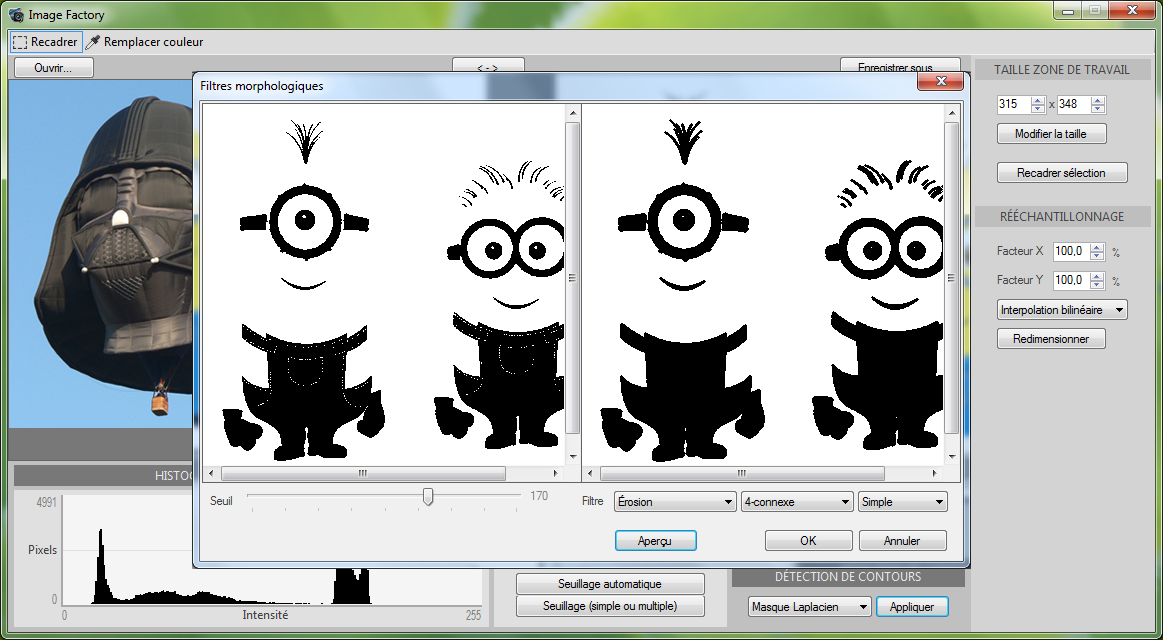 Image Factory
Recadrer Remplacer couleur
Ouvrir...
< - >
Enregistrer sous
Filtres morphologiques
TAILLE ZONE DE TRAVAIL
315 x 348
Modifier la taille
Recadrer sélection
RÉÉCHANTILLONNAGE
Facteur X 100,0 %
Facteur Y 100,0 %
Interpolation bilinéaire
Redimensionner
Seuil 170
Filtre Érosion 4-connexe Simple
Aperçu OK Annuler
HISTO
4991
Pixels
0
0 Intensité 255
Seuillage automatique
Seuillage (simple ou multiple)
DÉTECTION DE CONTOURS
Masque Laplacien Appliquer